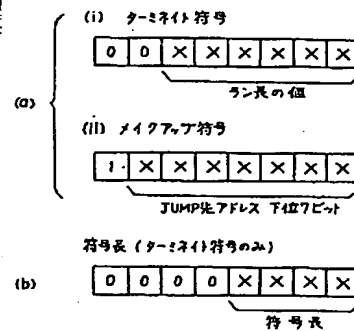 (a)
(i) ターミネイト符号
0 0 X X X X X X
ラン長の値
(ii) メイクアップ符号
1 X X X X X X X
JUMP先アドレス 下位7ビット
(b)
符号長 (ターミネイト符号のみ)
0 0 0 0 X X X X
符号長